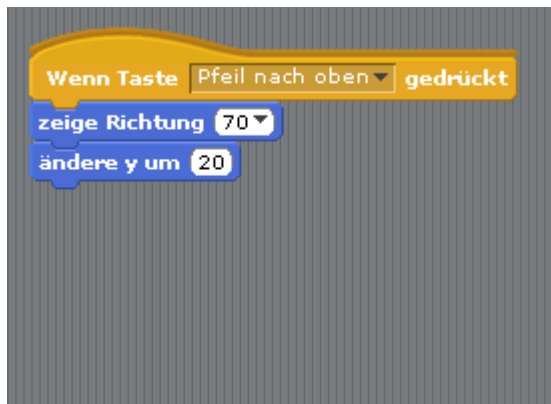 Wenn Taste Pfeil nach oben gedrückt
zeige Richtung 70
ändere y um 20